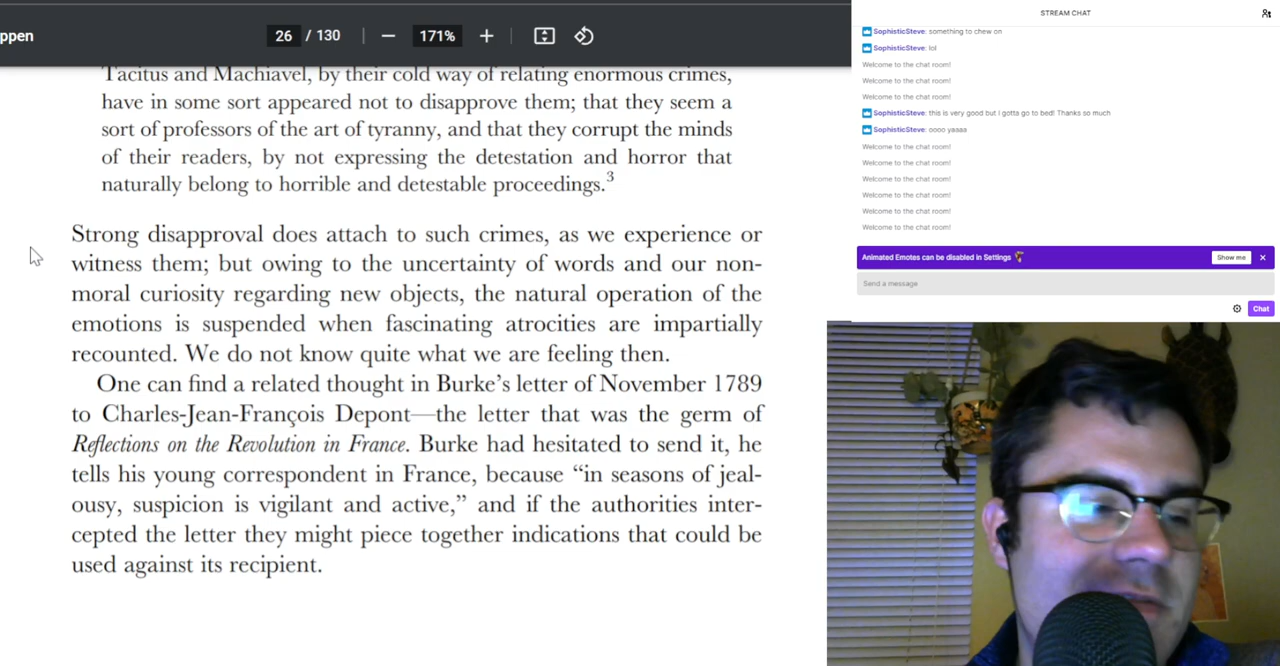 ppen
26 / 130
171%
Tacitus and Machiavel, by their cold way of relating enormous crimes,
have in some sort appeared not to disapprove them; that they seem a
sort of professors of the art of tyranny, and that they corrupt the minds
of their readers, by not expressing the detestation and horror that
naturally belong to horrible and detestable proceedings.3
Strong disapproval does attach to such crimes, as we experience or
witness them; but owing to the uncertainty of words and our non-
moral curiosity regarding new objects, the natural operation of the
emotions is suspended when fascinating atrocities are impartially
recounted. We do not know quite what we are feeling then.
One can find a related thought in Burke's letter of November 1789
to Charles-Jean-François Depont—the letter that was the germ of
Reflections on the Revolution in France. Burke had hesitated to send it, he
tells his young correspondent in France, because “in seasons of jeal-
ousy, suspicion is vigilant and active,” and if the authorities inter-
cepted the letter they might piece together indications that could be
used against its recipient.
STREAM CHAT
SophisticSteve: something to chew on
SophisticSteve: lol
Welcome to the chat room!
Welcome to the chat room!
Welcome to the chat room!
SophisticSteve: this is very good but I gotta go to bed! Thanks so much
SophisticSteve: oooo yaaaa
Welcome to the chat room!
Welcome to the chat room!
Welcome to the chat room!
Welcome to the chat room!
Welcome to the chat room!
Welcome to the chat room!
Animated Emotes can be disabled in Settings
Show me
Send a message
Chat